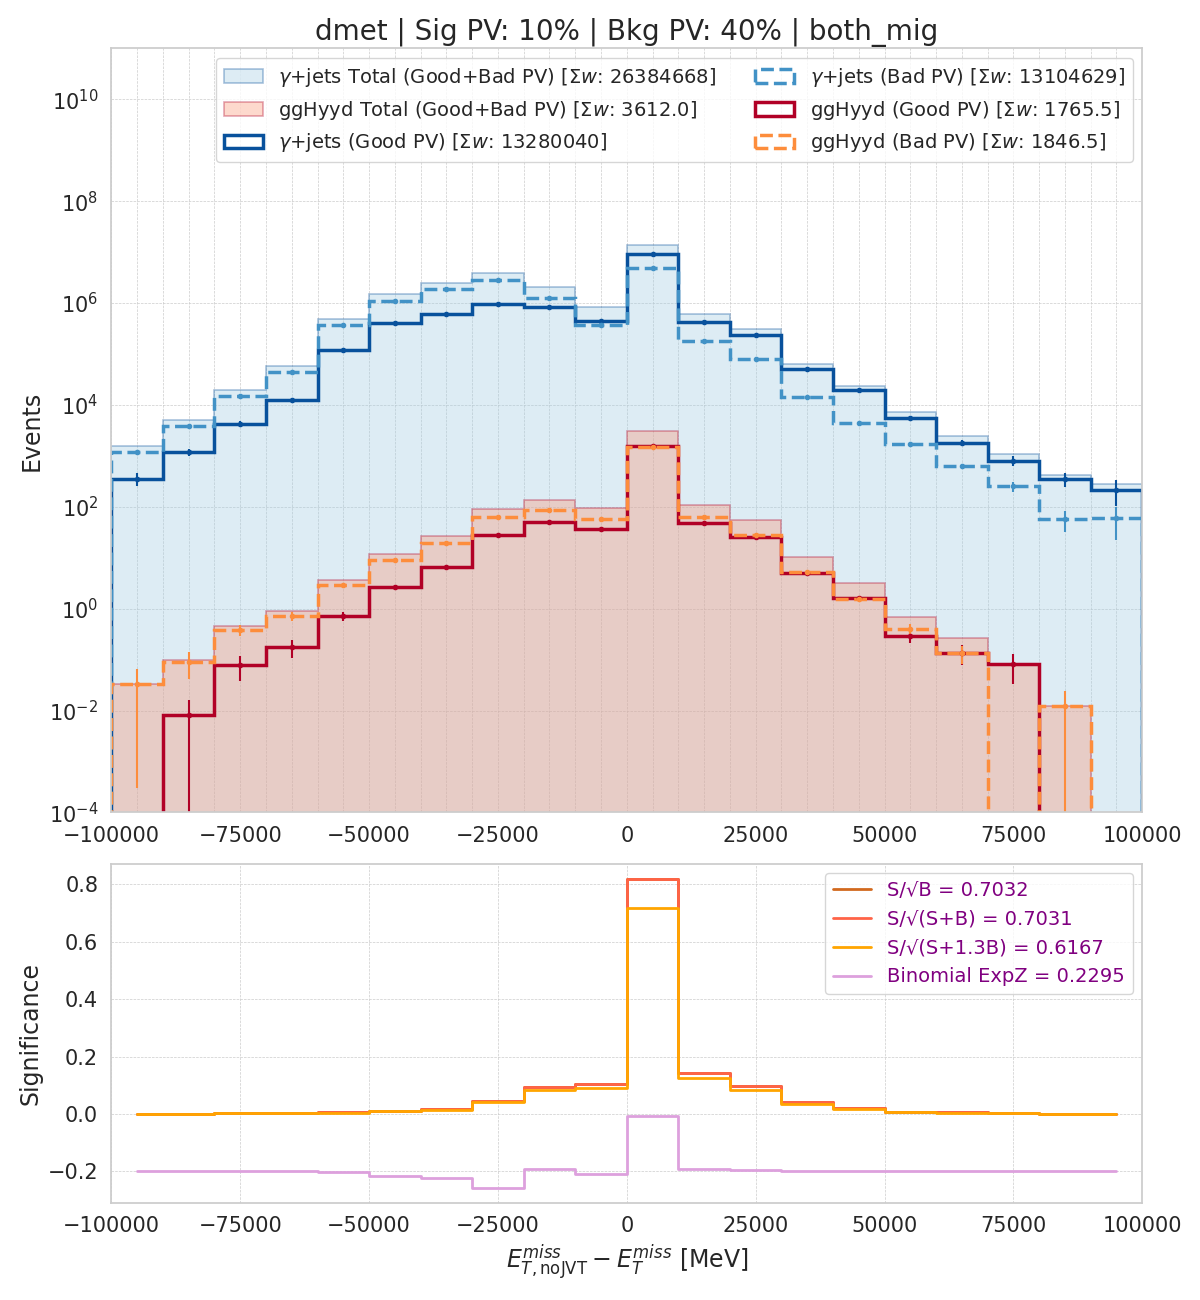 dmet | Sig PV: 10% | Bkg PV: 40% | both_mig
γ+jets Total (Good+Bad PV) [Σw: 26384668]
ggHyyd Total (Good+Bad PV) [Σw: 3612.0]
γ+jets (Good PV) [Σw: 13280040]
γ+jets (Bad PV) [Σw: 13104629]
ggHyyd (Good PV) [Σw: 1765.5]
ggHyyd (Bad PV) [Σw: 1846.5]
Events
10^10
10^8
10^6
10^4
10^2
10^0
10^−2
10^−4
−100000 −75000 −50000 −25000 0 25000 50000 75000 100000
S/√B = 0.7032
S/√(S+B) = 0.7031
S/√(S+1.3B) = 0.6167
Binomial ExpZ = 0.2295
Significance
0.8
0.6
0.4
0.2
0.0
−0.2
−100000 −75000 −50000 −25000 0 25000 50000 75000 100000
E_{T,noJVT}^{miss} − E_T^{miss} [MeV]